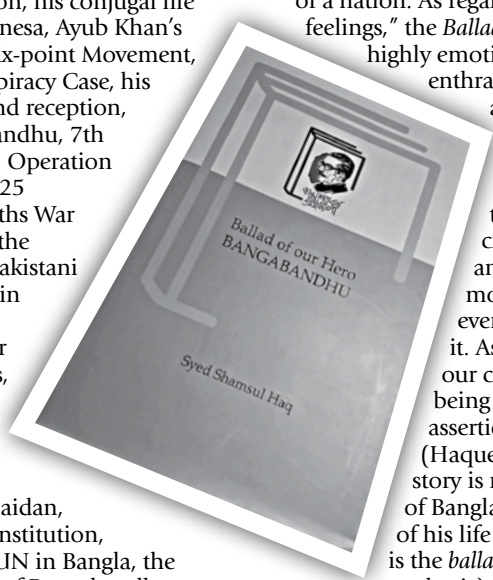 on, his conjugal life
nesa, Ayub Khan's
x-point Movement,
piracy Case, his
nd reception,
andhu, 7th
Operation
25
ths War
the
akistani
in
r
s,
aidan,
nstitution,
UN in Bangla, the
Ballad of our Hero
BANGABANDHU
Syed Shamsul Haq
of a nation. As regar
feelings,” the Ballad
highly emoti
enthra
a
t
an
mo
ever
it. As
our c
being
assertio
(Haque
story is
of Bangla
of his life
is the ballad